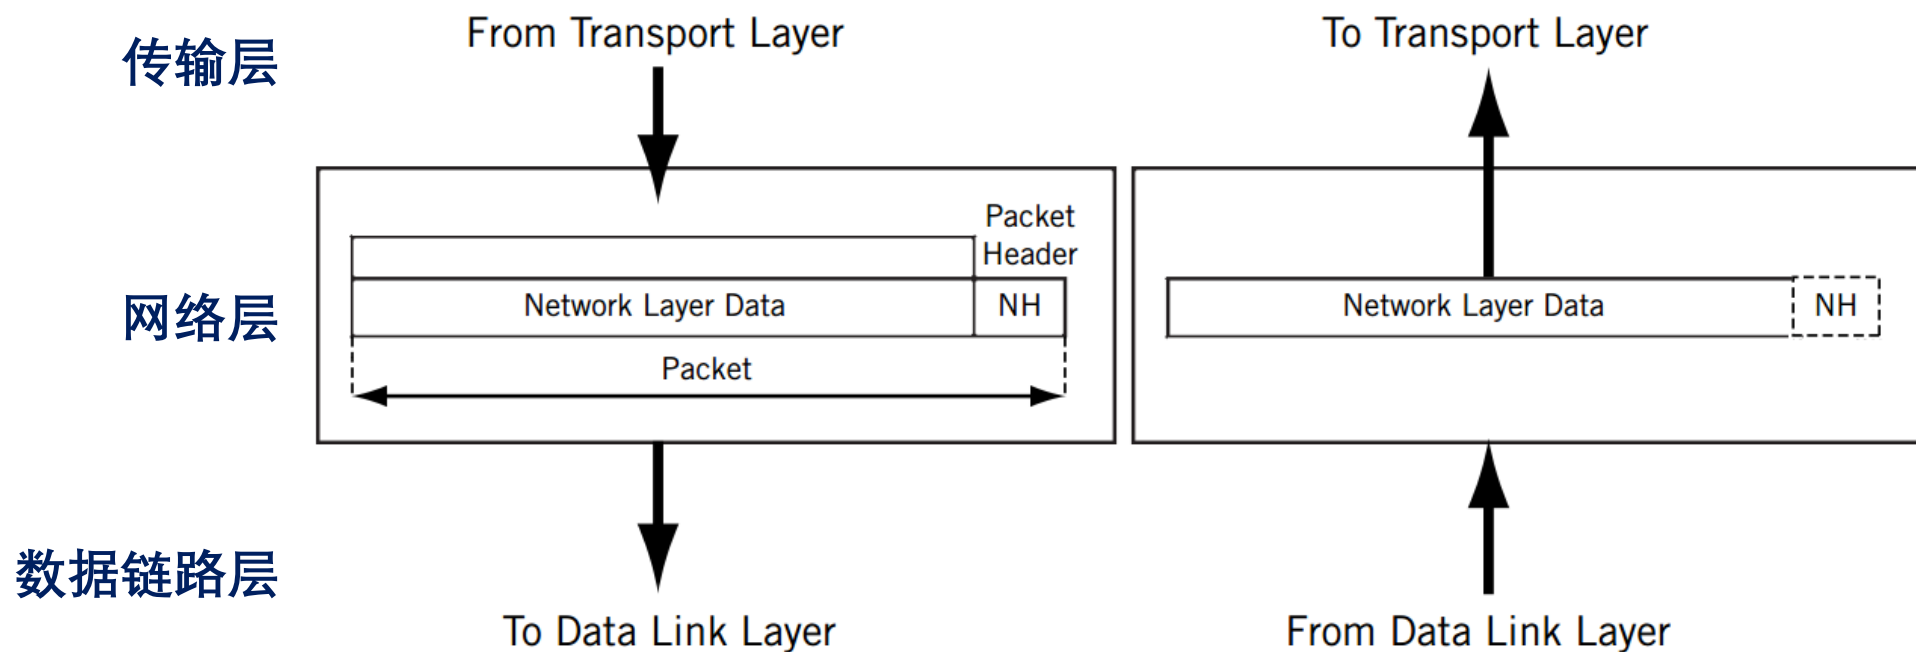 传输层
From Transport Layer
To Transport Layer
Packet
Header
网络层
Network Layer Data
NH
Network Layer Data
NH
Packet
数据链路层
To Data Link Layer
From Data Link Layer